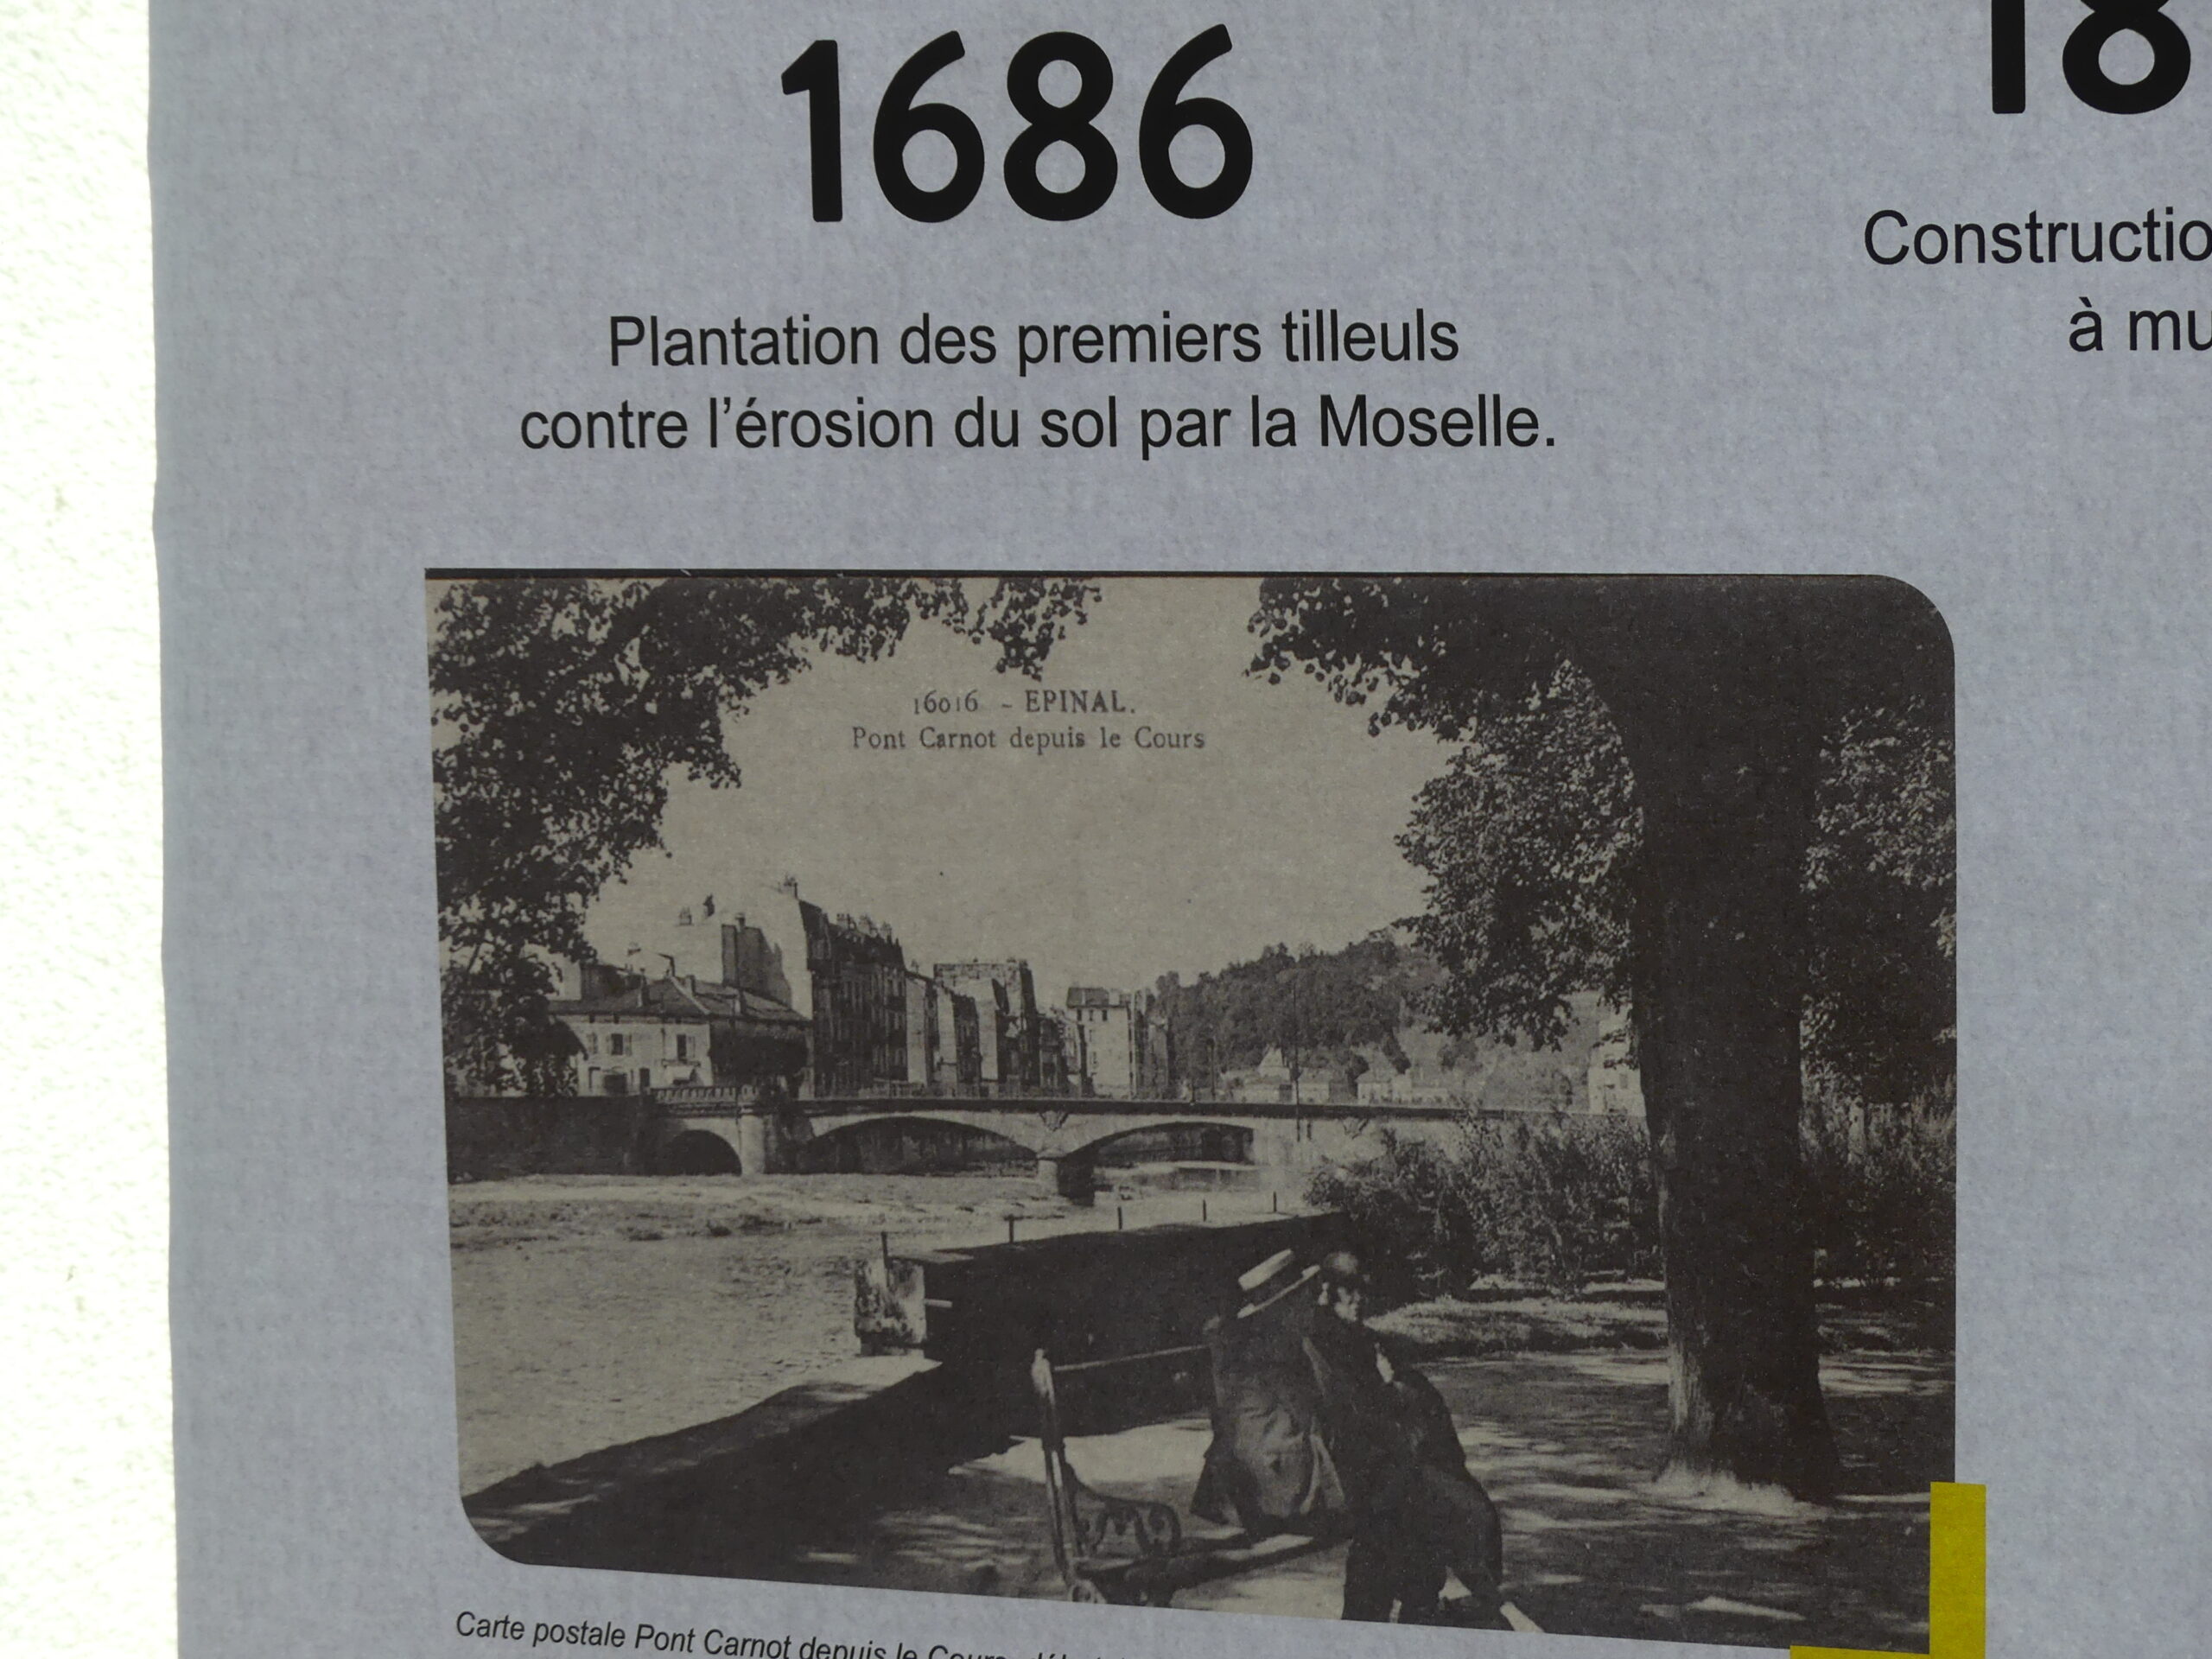 1686
Plantation des premiers tilleuls
contre l'érosion du sol par la Moselle.
18
Constructio
à mu
16016 - EPINAL.
Pont Carnot depuis le Cours
Carte postale Pont Carnot depuis le Cours